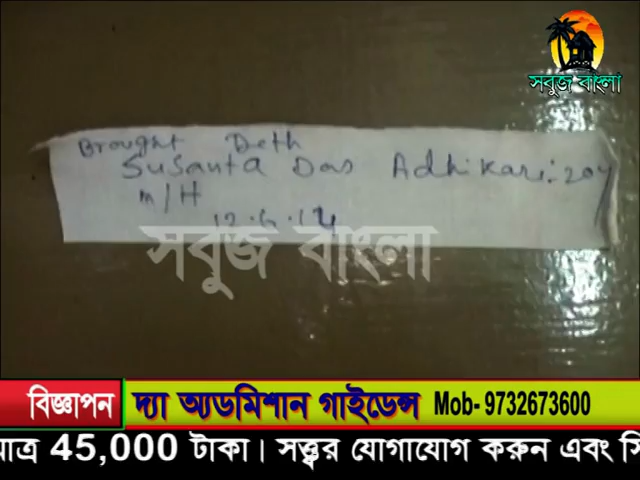 সবুজ বাংলা
Brought Deth
Susanta Das Adhikari. 20y
m/H
12.6.14
সবুজ বাংলা
বিজ্ঞাপন দ্যা অ্যডমিশান গাইডেন্স Mob- 9732673600
মাত্র 45,000 টাকা। সত্ত্বর যোগাযোগ করুন এবং সি